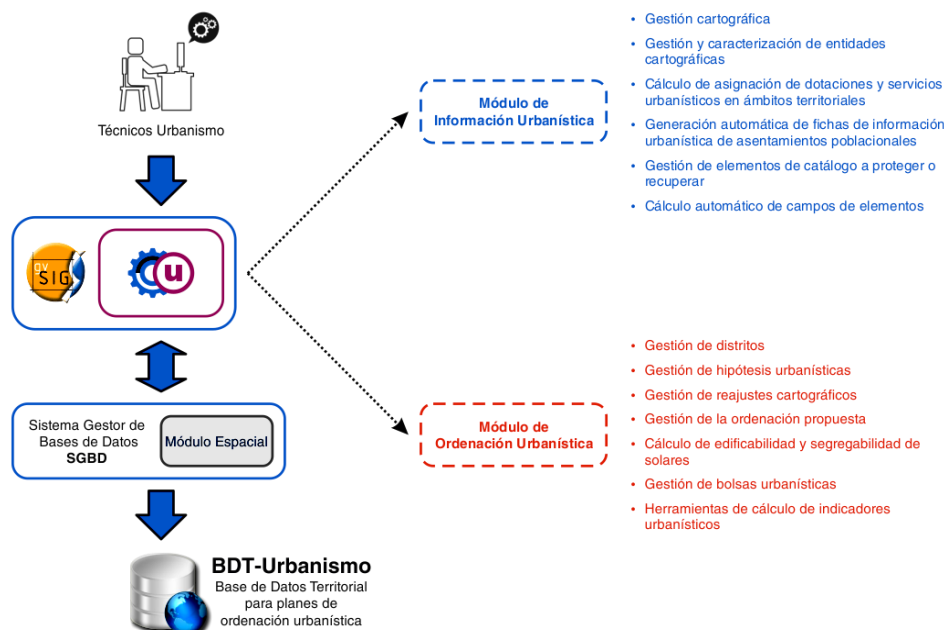 Técnicos Urbanismo
gv
SIG
u
Sistema Gestor de
Bases de Datos
SGBD
Módulo Espacial
BDT-Urbanismo
Base de Datos Territorial
para planes de
ordenación urbanística
Módulo de
Información Urbanística
• Gestión cartográfica
• Gestión y caracterización de entidades
cartográficas
• Cálculo de asignación de dotaciones y servicios
urbanísticos en ámbitos territoriales
• Generación automática de fichas de información
urbanística de asentamientos poblacionales
• Gestión de elementos de catálogo a proteger o
recuperar
• Cálculo automático de campos de elementos
Módulo de
Ordenación Urbanística
• Gestión de distritos
• Gestión de hipótesis urbanísticas
• Gestión de reajustes cartográficos
• Gestión de la ordenación propuesta
• Cálculo de edificabilidad y segregabilidad de
solares
• Gestión de bolsas urbanísticas
• Herramientas de cálculo de indicadores
urbanísticos